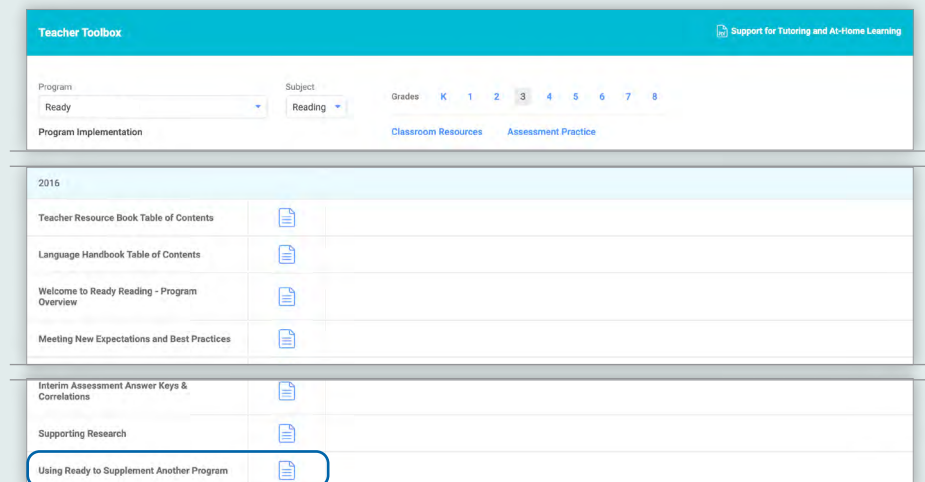 Teacher Toolbox
Support for Tutoring and At-Home Learning
Program
Subject
Ready
Reading
Grades K 1 2 3 4 5 6 7 8
Program Implementation
Classroom Resources
Assessment Practice
2016
Teacher Resource Book Table of Contents
Language Handbook Table of Contents
Welcome to Ready Reading - Program
Overview
Meeting New Expectations and Best Practices
Interim Assessment Answer Keys &
Correlations
Supporting Research
Using Ready to Supplement Another Program